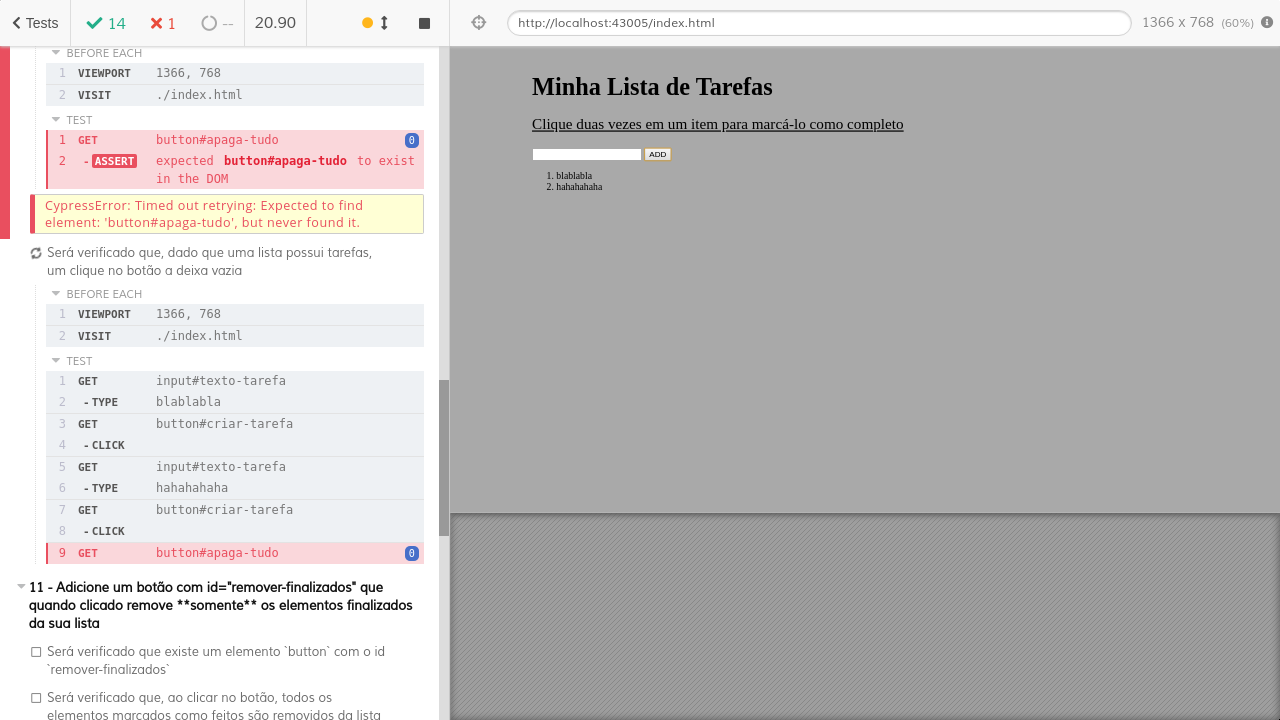 Tests
14
1
--
20.90
http://localhost:43005/index.html
1366 x 768 (60%)
BEFORE EACH
1 VIEWPORT 1366, 768
2 VISIT ./index.html
TEST
1 GET button#apaga-tudo 0
2 -ASSERT expected button#apaga-tudo to exist
in the DOM
CypressError: Timed out retrying: Expected to find
element: 'button#apaga-tudo', but never found it.
Será verificado que, dado que uma lista possui tarefas,
um clique no botão a deixa vazia
BEFORE EACH
1 VIEWPORT 1366, 768
2 VISIT ./index.html
TEST
1 GET input#texto-tarefa
2 -TYPE blablabla
3 GET button#criar-tarefa
4 -CLICK
5 GET input#texto-tarefa
6 -TYPE hahahahaha
7 GET button#criar-tarefa
8 -CLICK
9 GET button#apaga-tudo 0
11 - Adicione um botão com id="remover-finalizados" que
quando clicado remove **somente** os elementos finalizados
da sua lista
Será verificado que existe um elemento `button` com o id
`remover-finalizados`
Será verificado que, ao clicar no botão, todos os
elementos marcados como feitos são removidos da lista
Minha Lista de Tarefas
Clique duas vezes em um item para marcá-lo como completo
ADD
1. blablabla
2. hahahahaha